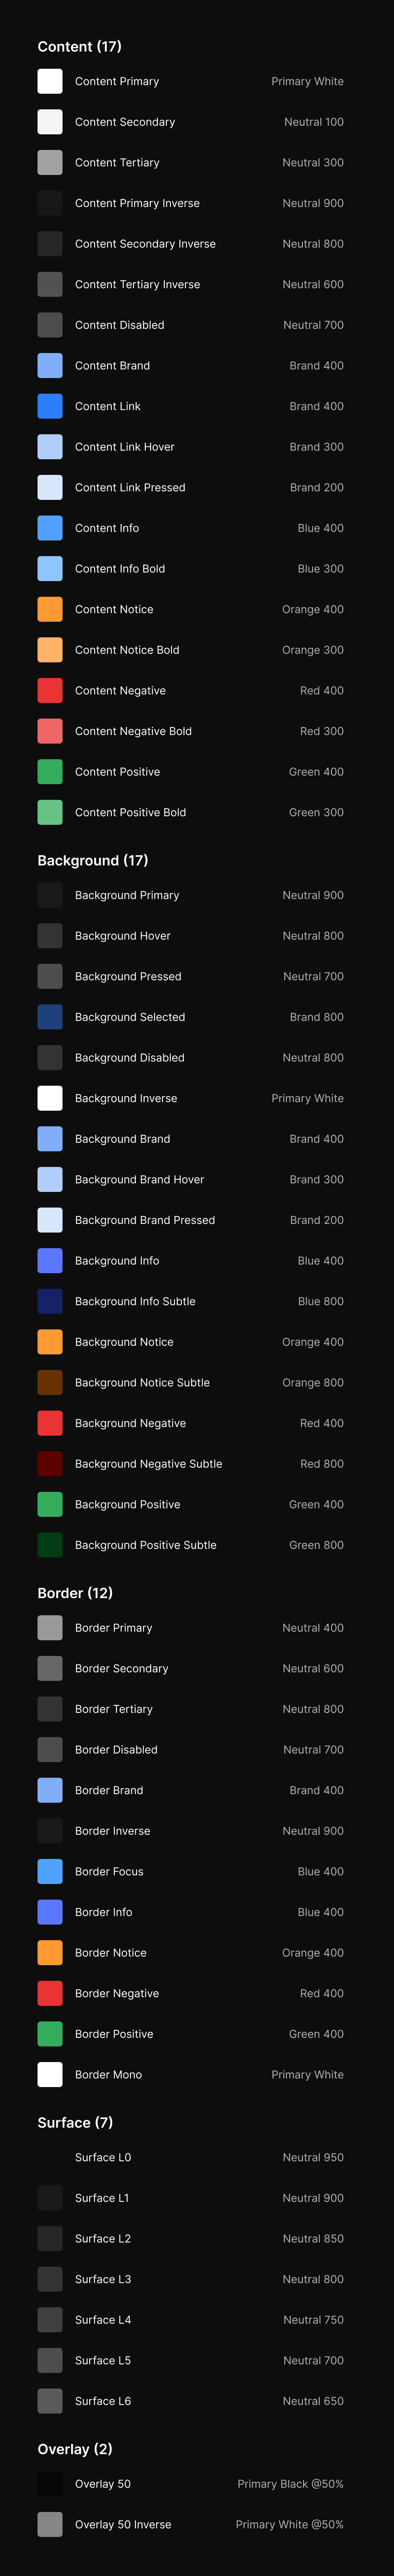 Content (17)
Content Primary Primary White
Content Secondary Neutral 100
Content Tertiary Neutral 300
Content Primary Inverse Neutral 900
Content Secondary Inverse Neutral 800
Content Tertiary Inverse Neutral 600
Content Disabled Neutral 700
Content Brand Brand 400
Content Link Brand 400
Content Link Hover Brand 300
Content Link Pressed Brand 200
Content Info Blue 400
Content Info Bold Blue 300
Content Notice Orange 400
Content Notice Bold Orange 300
Content Negative Red 400
Content Negative Bold Red 300
Content Positive Green 400
Content Positive Bold Green 300
Background (17)
Background Primary Neutral 900
Background Hover Neutral 800
Background Pressed Neutral 700
Background Selected Brand 800
Background Disabled Neutral 800
Background Inverse Primary White
Background Brand Brand 400
Background Brand Hover Brand 300
Background Brand Pressed Brand 200
Background Info Blue 400
Background Info Subtle Blue 800
Background Notice Orange 400
Background Notice Subtle Orange 800
Background Negative Red 400
Background Negative Subtle Red 800
Background Positive Green 400
Background Positive Subtle Green 800
Border (12)
Border Primary Neutral 400
Border Secondary Neutral 600
Border Tertiary Neutral 800
Border Disabled Neutral 700
Border Brand Brand 400
Border Inverse Neutral 900
Border Focus Blue 400
Border Info Blue 400
Border Notice Orange 400
Border Negative Red 400
Border Positive Green 400
Border Mono Primary White
Surface (7)
Surface L0 Neutral 950
Surface L1 Neutral 900
Surface L2 Neutral 850
Surface L3 Neutral 800
Surface L4 Neutral 750
Surface L5 Neutral 700
Surface L6 Neutral 650
Overlay (2)
Overlay 50 Primary Black @50%
Overlay 50 Inverse Primary White @50%